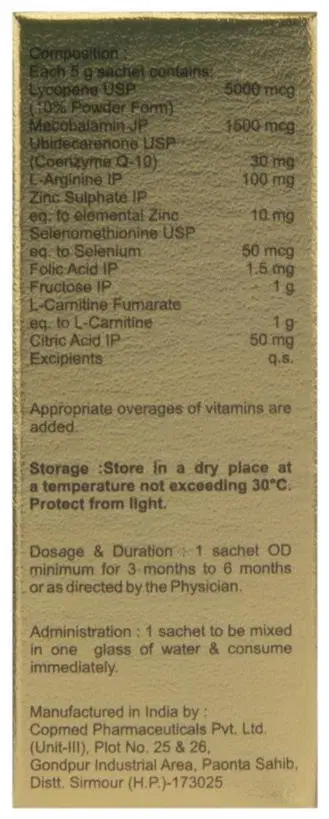 Composition :
Each 5 g sachet contains:
Lycopene USP 5000 mcg
(10% Powder Form)
Mecobalamin JP 1500 mcg
Ubidecarenone USP
(Coenzyme Q-10) 30 mg
L-Arginine IP 100 mg
Zinc Sulphate IP
eq. to elemental Zinc 10 mg
Selenomethionine USP
eq. to Selenium 50 mcg
Folic Acid IP 1.5 mg
Fructose IP 1 g
L-Carnitine Fumarate
eq. to L-Carnitine 1 g
Citric Acid IP 50 mg
Excipients q.s.
Appropriate overages of vitamins are
added.
Storage :Store in a dry place at
a temperature not exceeding 30°C.
Protect from light.
Dosage & Duration : 1 sachet OD
minimum for 3 months to 6 months
or as directed by the Physician.
Administration : 1 sachet to be mixed
in one glass of water & consume
immediately.
Manufactured in India by :
Copmed Pharmaceuticals Pvt. Ltd.
(Unit-III), Plot No. 25 & 26,
Gondpur Industrial Area, Paonta Sahib,
Distt. Sirmour (H.P.)-173025